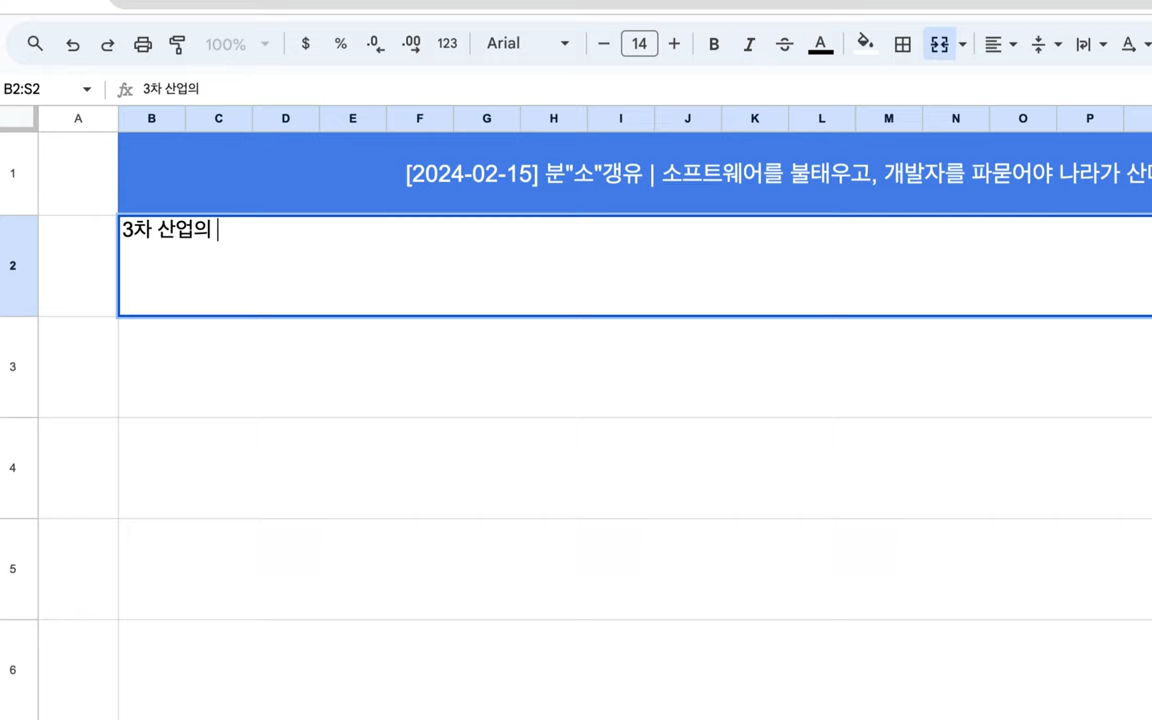 100% $ % .0 .00 123 Arial 14 B I A A
B2:S2 fx 3차 산업의
A B C D E F G H I J K L M N O P
1 [2024-02-15] 분"소"갱유 | 소프트웨어를 불태우고, 개발자를 파묻어야 나라가 산
2 3차 산업의
3
4
5
6